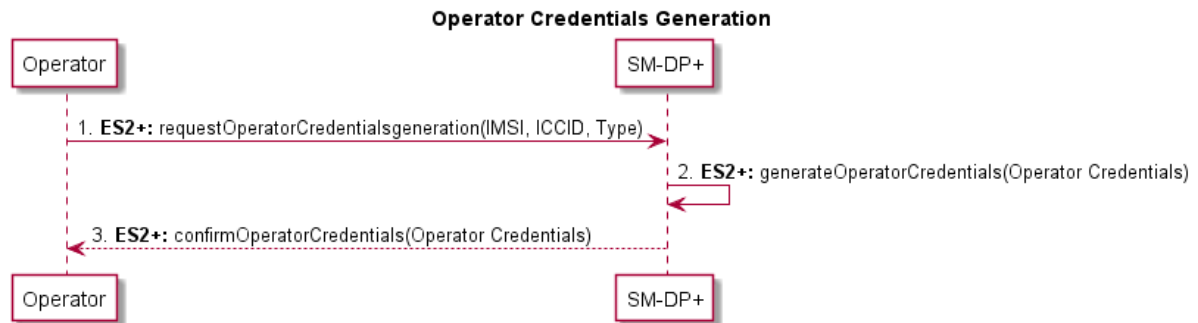 Operator Credentials Generation
Operator SM-DP+
1. ES2+: requestOperatorCredentialsgeneration(IMSI, ICCID, Type)
2. ES2+: generateOperatorCredentials(Operator Credentials)
3. ES2+: confirmOperatorCredentials(Operator Credentials)
Operator SM-DP+